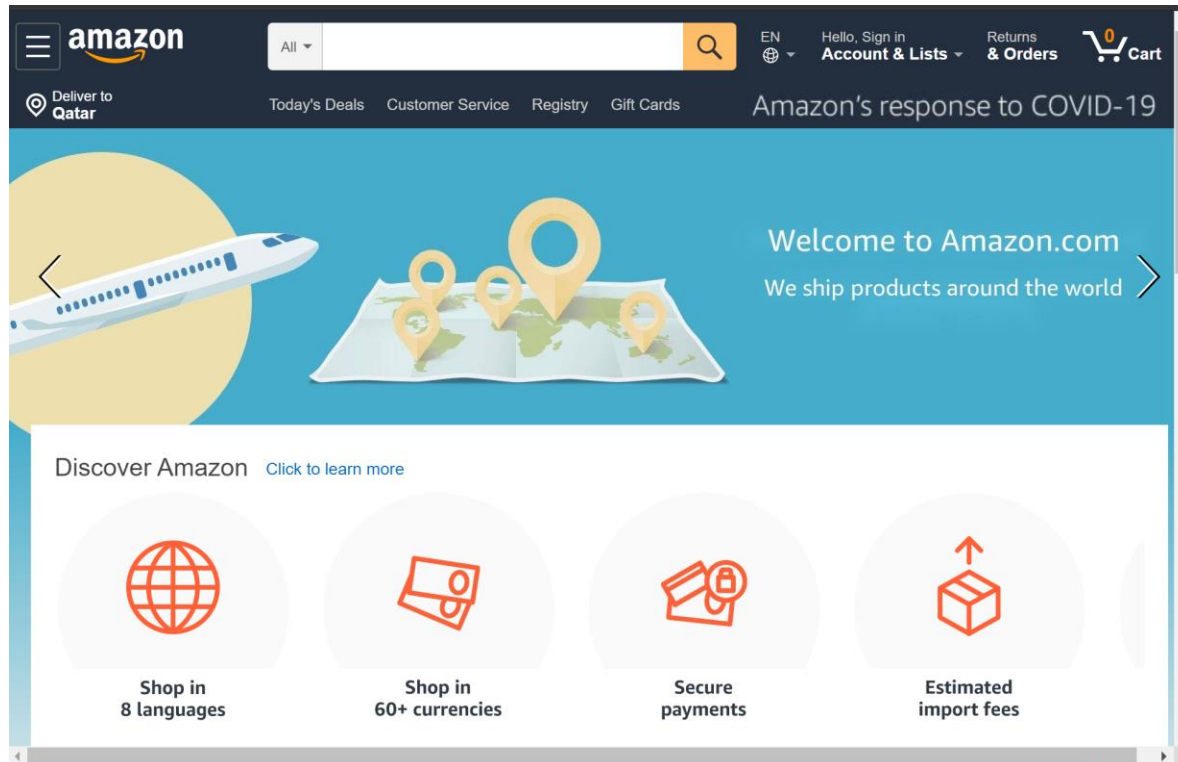 amazon
All
EN
Hello, Sign in
Account & Lists
Returns
& Orders
0
Cart
Deliver to
Qatar
Today's Deals
Customer Service
Registry
Gift Cards
Amazon's response to COVID-19
Welcome to Amazon.com
We ship products around the world
Discover Amazon
Click to learn more
Shop in
8 languages
Shop in
60+ currencies
Secure
payments
Estimated
import fees